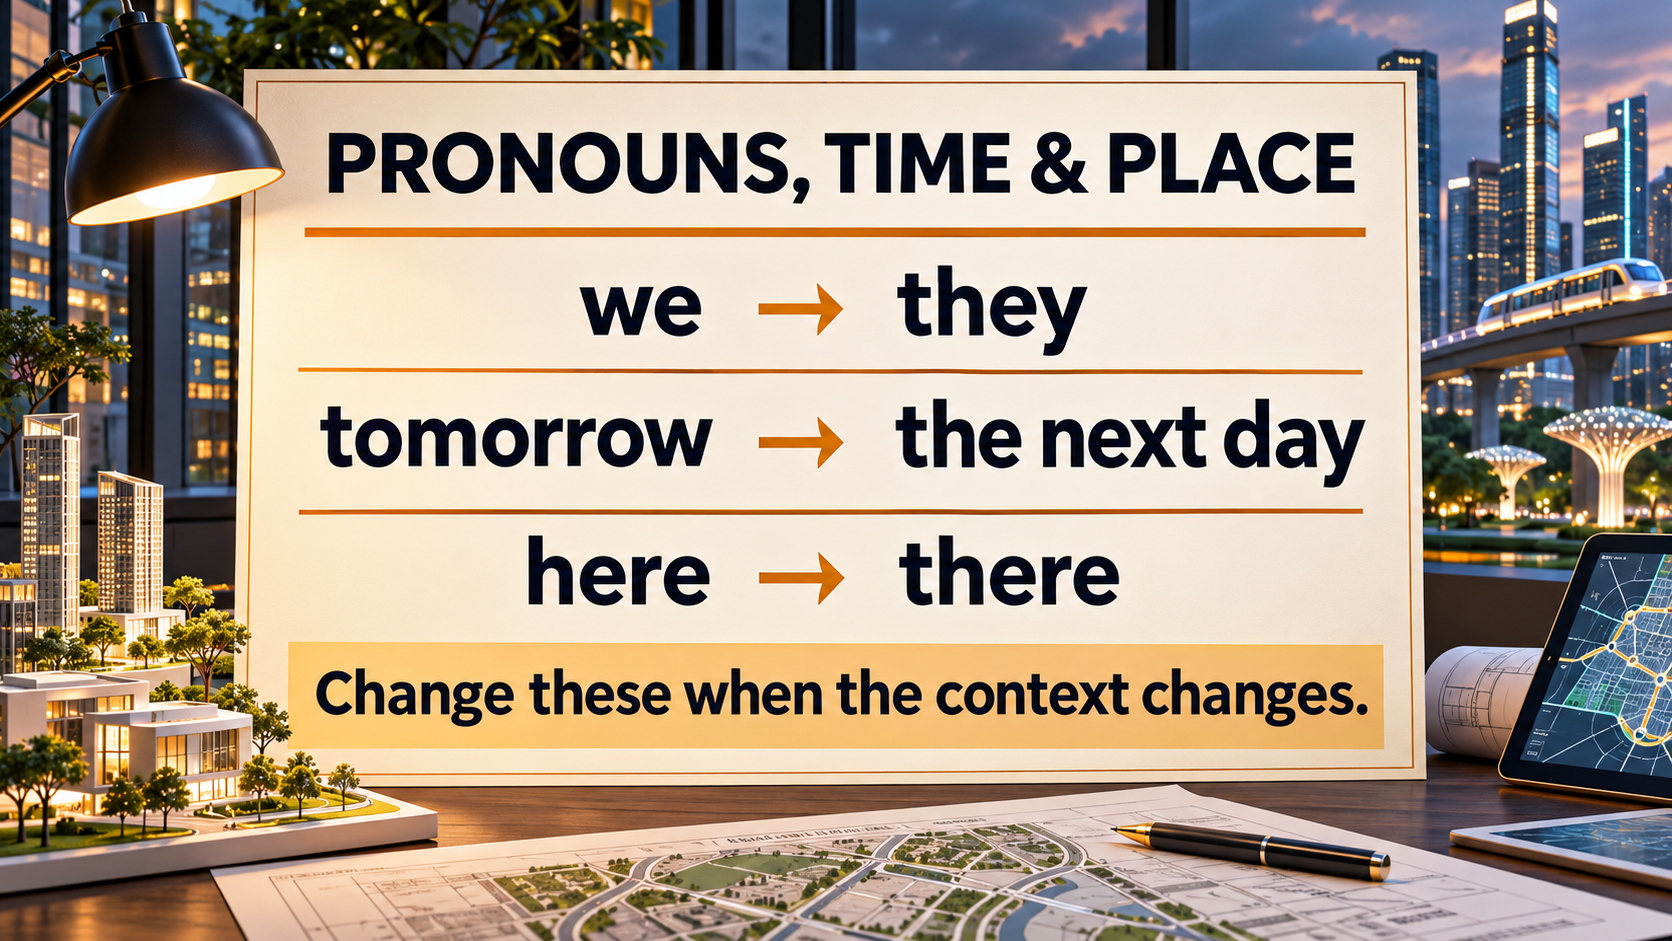 PRONOUNS, TIME & PLACE
we → they
tomorrow → the next day
here → there
Change these when the context changes.